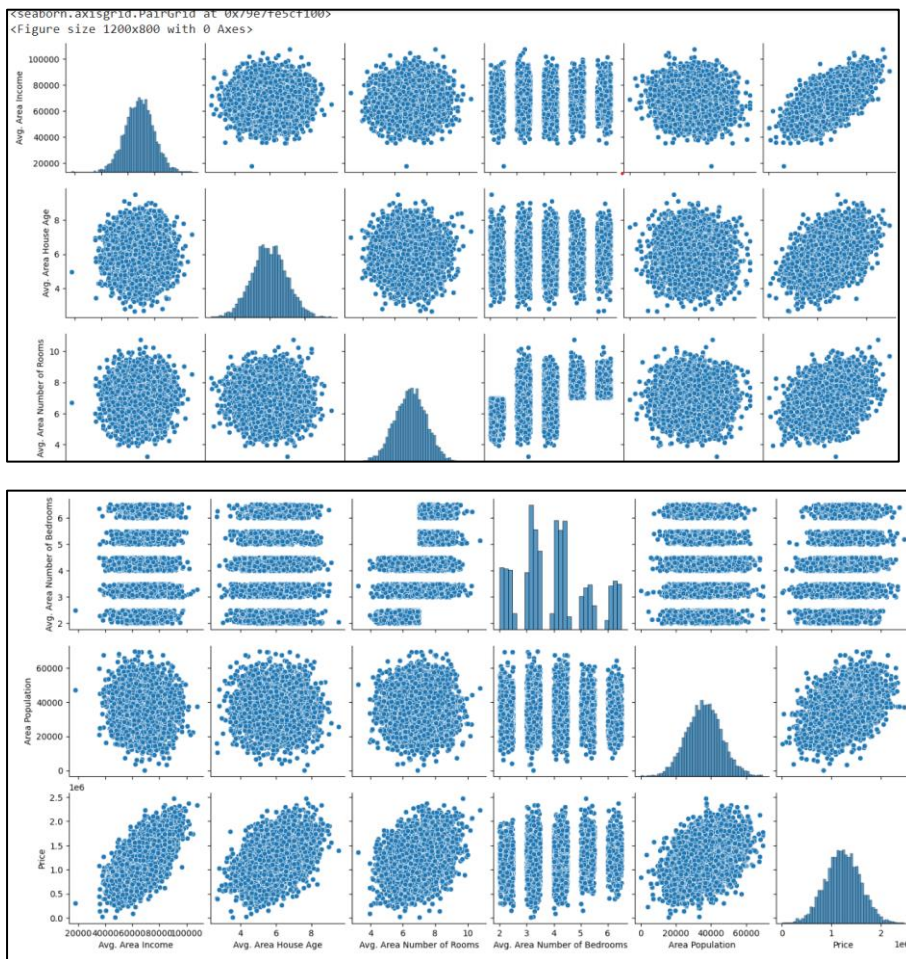 <seaborn.axisgrid.PairGrid at 0x79e7fe5cf100>
<Figure size 1200x800 with 0 Axes>
Avg. Area Income
100000
80000
60000
40000
20000
Avg. Area House Age
8
6
4
Avg. Area Number of Rooms
10
8
6
4
Avg. Area Number of Bedrooms
6
5
4
3
2
Area Population
60000
40000
20000
0
1e6
Price
2.5
2.0
1.5
1.0
0.5
0.0
20000 40000 60000 80000 100000
4 6 8
4 6 8 10
2 3 4 5 6
0 20000 40000 60000
0 1 2
Avg. Area Income
Avg. Area House Age
Avg. Area Number of Rooms
Avg. Area Number of Bedrooms
Area Population
Price